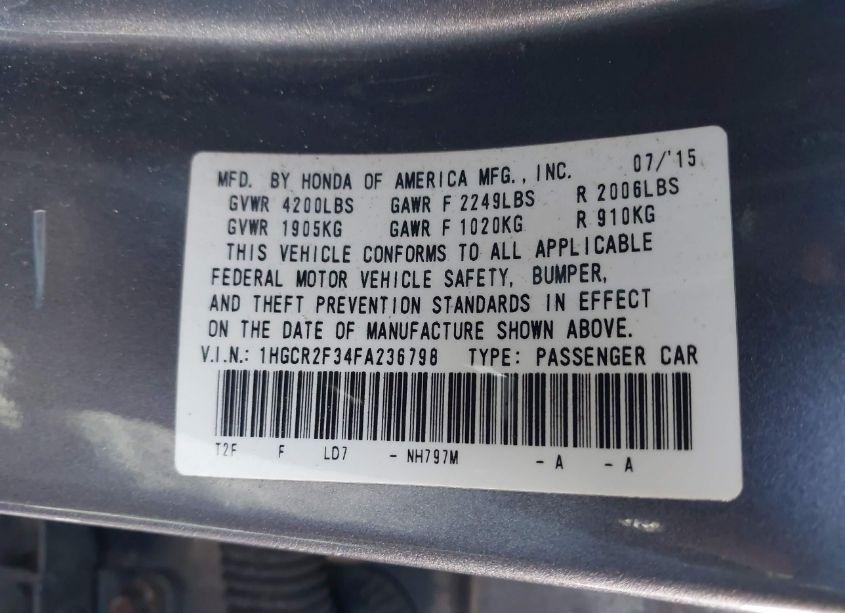 MFD. BY HONDA OF AMERICA MFG., INC. 07/'15
GVWR 4200LBS GAWR F 2249LBS R 2006LBS
GVWR 1905KG GAWR F 1020KG R 910KG
THIS VEHICLE CONFORMS TO ALL APPLICABLE
FEDERAL MOTOR VEHICLE SAFETY, BUMPER,
AND THEFT PREVENTION STANDARDS IN EFFECT
ON THE DATE OF MANUFACTURE SHOWN ABOVE.
V.I.N.: 1HGCR2F34FA236798 TYPE: PASSENGER CAR
T2F F LD7 - NH797M - A - A